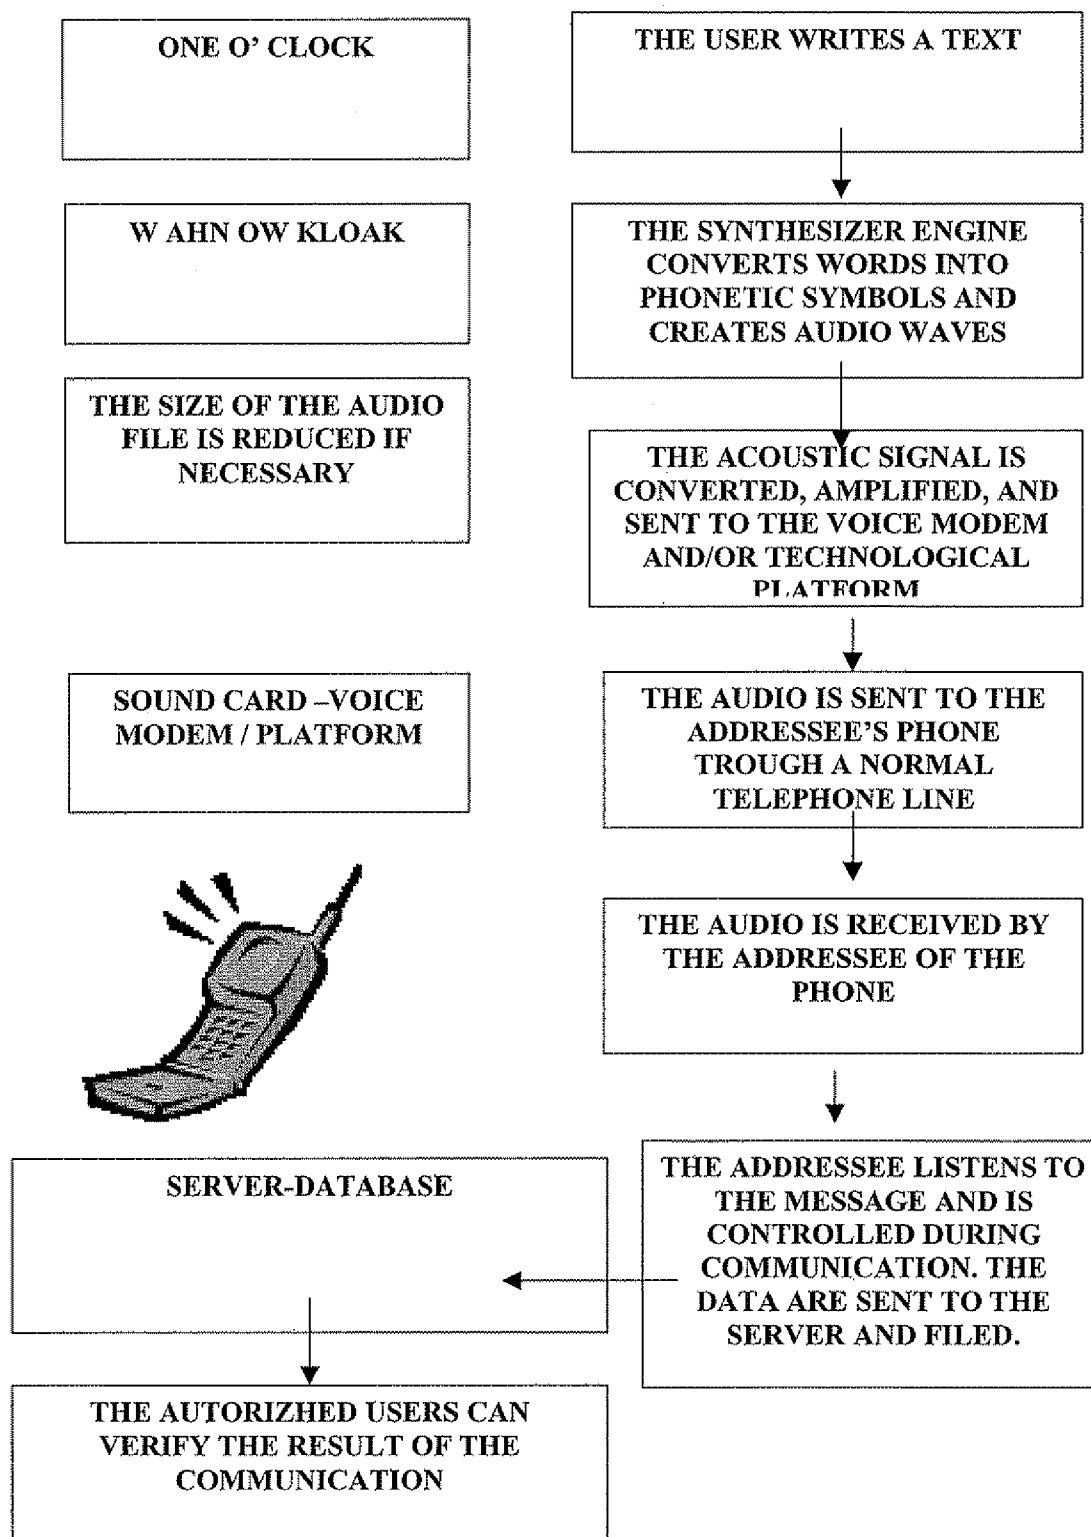 ONE O' CLOCK
THE USER WRITES A TEXT
W AHN OW KLOAK
THE SYNTHESIZER ENGINE
CONVERTS WORDS INTO
PHONETIC SYMBOLS AND
CREATES AUDIO WAVES
THE SIZE OF THE AUDIO
FILE IS REDUCED IF
NECESSARY
THE ACOUSTIC SIGNAL IS
CONVERTED, AMPLIFIED, AND
SENT TO THE VOICE MODEM
AND/OR TECHNOLOGICAL
PLATFORM
SOUND CARD –VOICE
MODEM / PLATFORM
THE AUDIO IS SENT TO THE
ADDRESSEE'S PHONE
TROUGH A NORMAL
TELEPHONE LINE
THE AUDIO IS RECEIVED BY
THE ADDRESSEE OF THE
PHONE
THE ADDRESSEE LISTENS TO
THE MESSAGE AND IS
CONTROLLED DURING
COMMUNICATION. THE
DATA ARE SENT TO THE
SERVER AND FILED.
SERVER-DATABASE
THE AUTORIZHED USERS CAN
VERIFY THE RESULT OF THE
COMMUNICATION